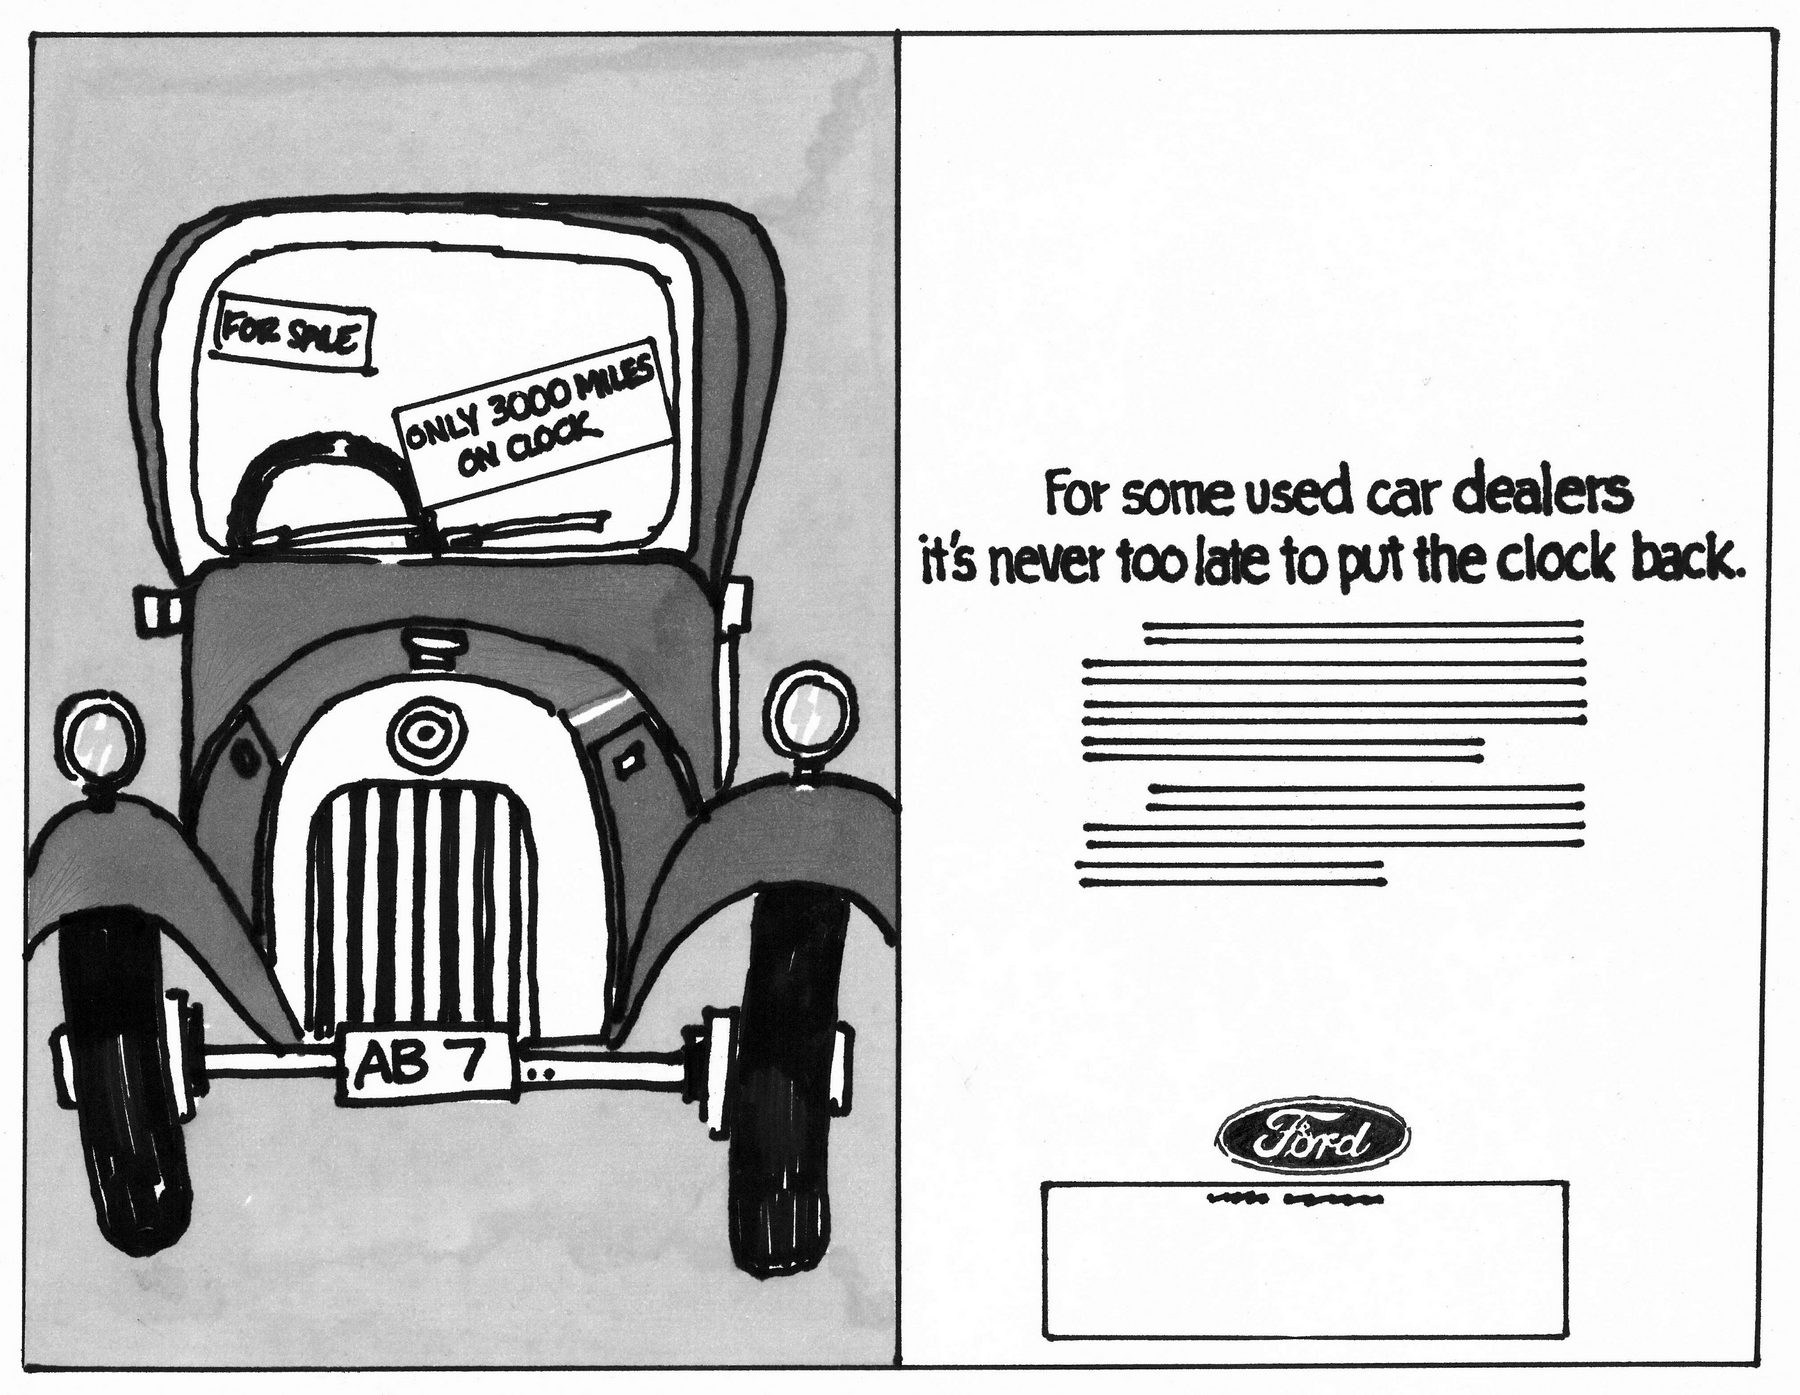 FOR SALE
ONLY 3000 MILES
ON CLOCK
AB 7
For some used car dealers
it's never too late to put the clock back.
Ford